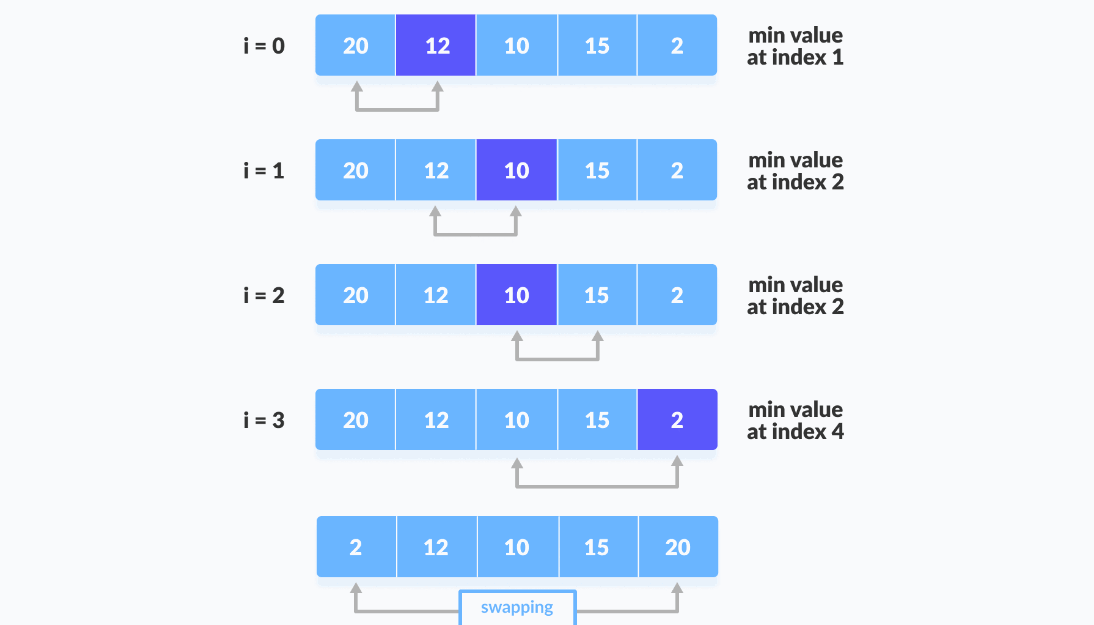 i = 0 20 12 10 15 2 min value
at index 1
i = 1 20 12 10 15 2 min value
at index 2
i = 2 20 12 10 15 2 min value
at index 2
i = 3 20 12 10 15 2 min value
at index 4
2 12 10 15 20
swapping